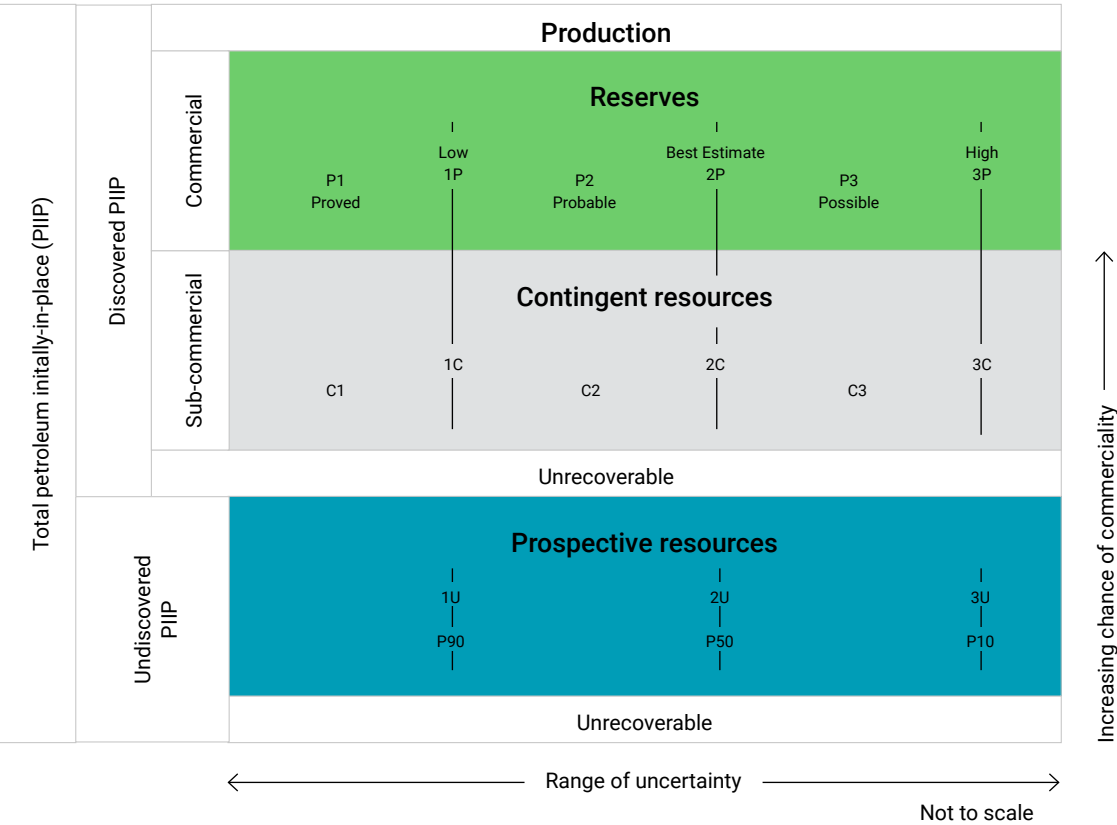 Production
Reserves
Low
1P
Best Estimate
2P
High
3P
P1
Proved
P2
Probable
P3
Possible
Commercial
Contingent resources
1C
2C
3C
C1
C2
C3
Sub-commercial
Discovered PIIP
Unrecoverable
Total petroleum initally-in-place (PIIP)
Prospective resources
1U
2U
3U
P90
P50
P10
Undiscovered
PIIP
Unrecoverable
Increasing chance of commerciality
Range of uncertainty
Not to scale